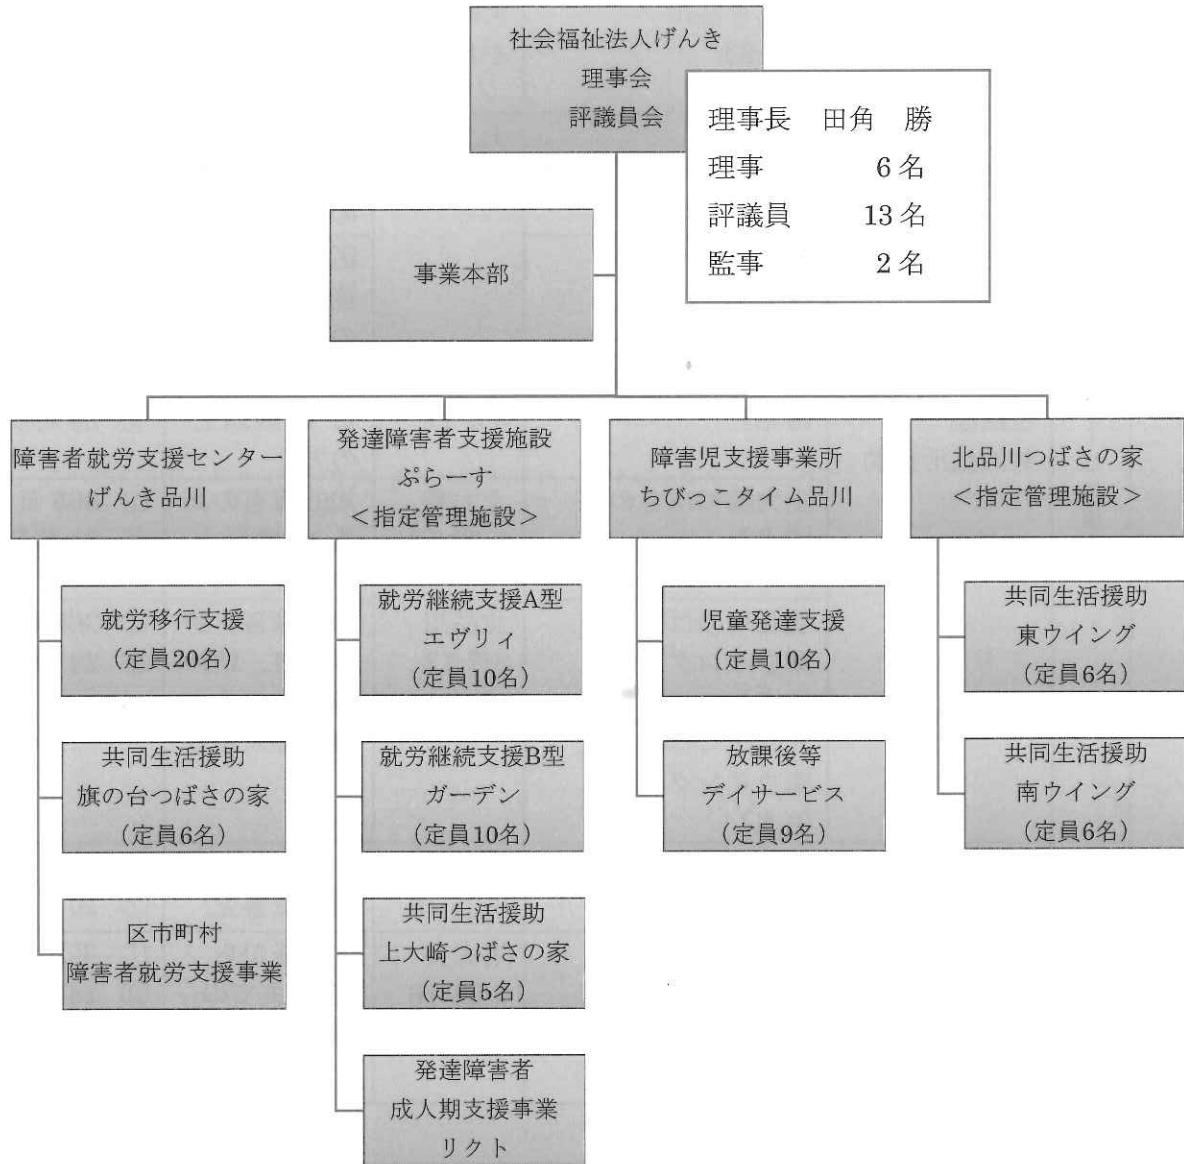 社会福祉法人げんき
理事会
評議員会
理事長　田角　勝
理事　6名
評議員　13名
監事　2名
事業本部
障害者就労支援センター
げんき品川
就労移行支援
(定員20名)
共同生活援助
旗の台つばさの家
(定員6名)
区市町村
障害者就労支援事業
発達障害者支援施設
ぷらーす
＜指定管理施設＞
就労継続支援A型
エヴリィ
(定員10名)
就労継続支援B型
ガーデン
(定員10名)
共同生活援助
上大崎つばさの家
(定員5名)
発達障害者
成人期支援事業
リクト
障害児支援事業所
ちびっこタイム品川
児童発達支援
(定員10名)
放課後等
デイサービス
(定員9名)
北品川つばさの家
＜指定管理施設＞
共同生活援助
東ウイング
(定員6名)
共同生活援助
南ウイング
(定員6名)